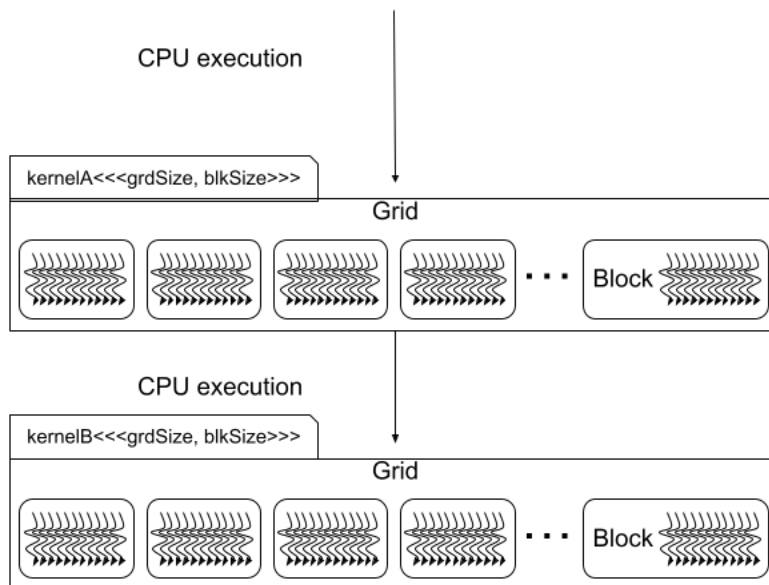 CPU execution
kernelA<<<grdSize, blkSize>>>
Grid
Block
CPU execution
kernelB<<<grdSize, blkSize>>>
Grid
Block